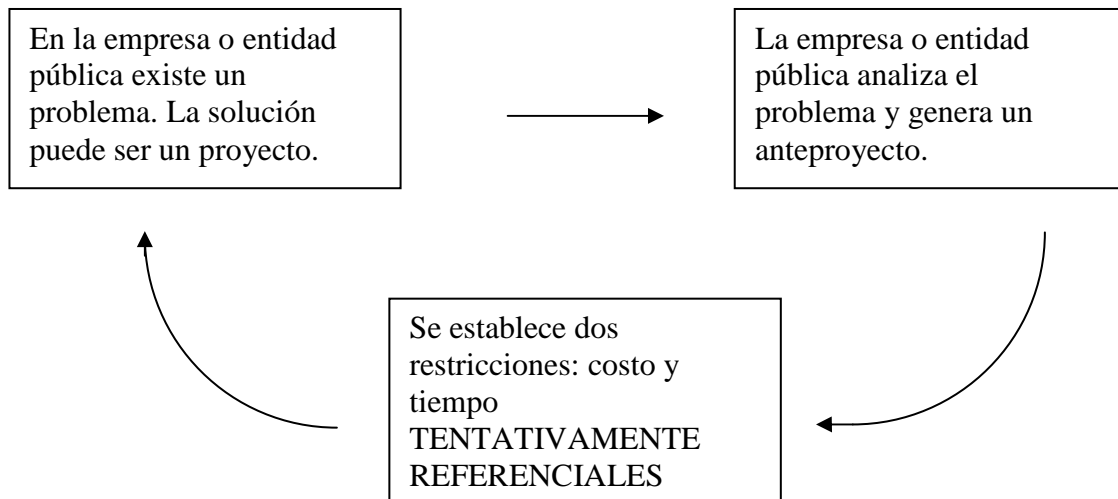 En la empresa o entidad
pública existe un
problema. La solución
puede ser un proyecto.
La empresa o entidad
pública analiza el
problema y genera un
anteproyecto.
Se establece dos
restricciones: costo y
tiempo
TENTATIVAMENTE
REFERENCIALES